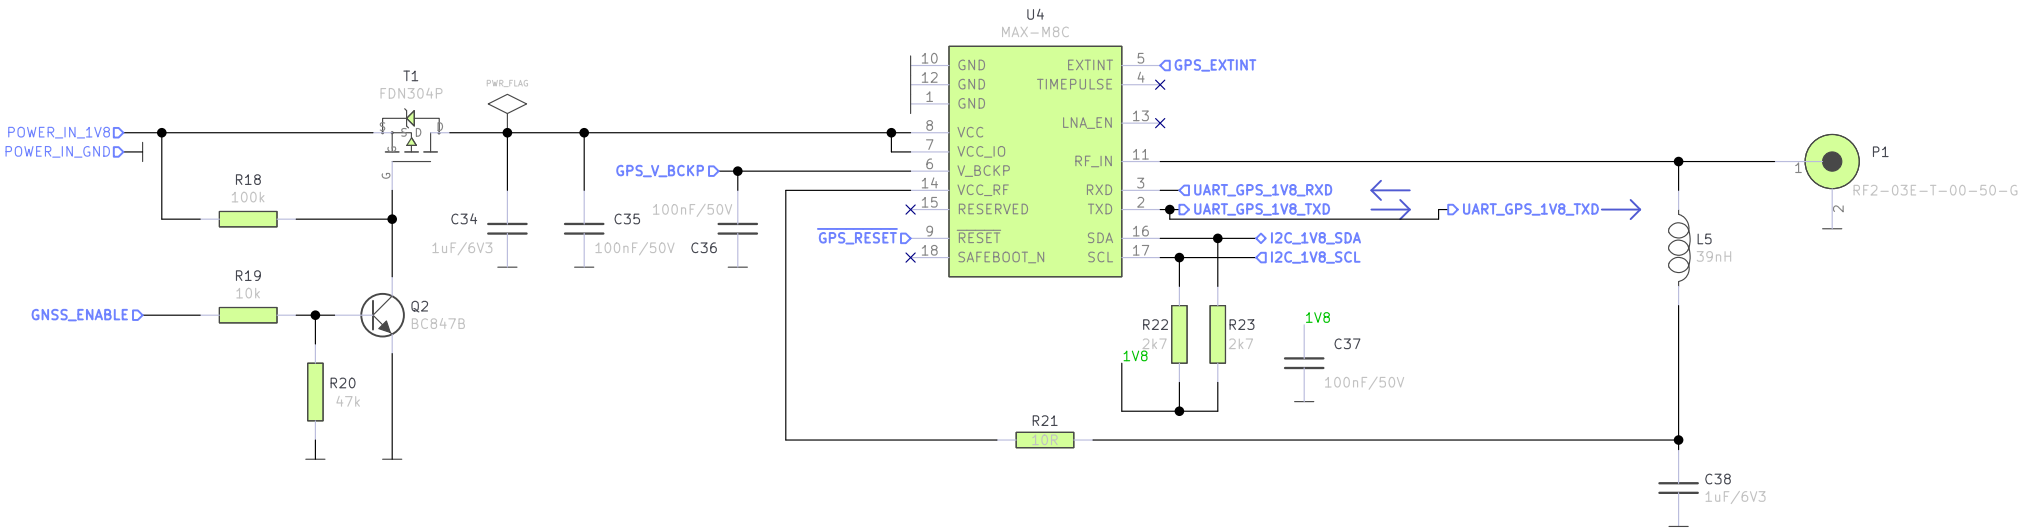 U4
MAX-M8C
T1
FDN304P
PWR_FLAG
POWER_IN_1V8
POWER_IN_GND
S
S
D
D
G
G
R18
100k
R19
10k
GNSS_ENABLE
Q2
BC847B
R20
47k
C34
1uF/6V3
C35
100nF/50V
GPS_V_BCKP
100nF/50V
C36
GPS_RESET
10 GND
12 GND
1 GND
8 VCC
7 VCC_IO
6 V_BCKP
14 VCC_RF
15 RESERVED
9 RESET
18 SAFEBOOT_N
EXTINT 5 GPS_EXTINT
TIMEPULSE 4
LNA_EN 13
RF_IN 11
RXD 3 UART_GPS_1V8_RXD
TXD 2 UART_GPS_1V8_TXD UART_GPS_1V8_TXD
SDA 16 I2C_1V8_SDA
SCL 17 I2C_1V8_SCL
R22
2k7
R23
2k7
1V8
1V8
C37
100nF/50V
R21
10R
P1
1
RF2-03E-T-00-50-G
2
L5
39nH
C38
1uF/6V3